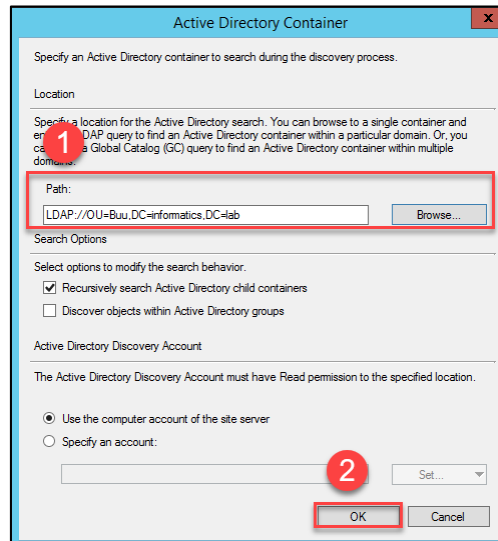 Active Directory Container
x
Specify an Active Directory container to search during the discovery process.
Location
Specify a location for the Active Directory search. You can browse to a single container and
LDAP query to find an Active Directory container within a particular domain. Or, you
a Global Catalog (GC) query to find an Active Directory container within multiple
domains.
1
Path:
LDAP://OU=Buu,DC=informatics,DC=lab
Browse...
Search Options
Select options to modify the search behavior.
Recursively search Active Directory child containers
Discover objects within Active Directory groups
Active Directory Discovery Account
The Active Directory Discovery Account must have Read permission to the specified location.
Use the computer account of the site server
Specify an account:
2
Set...
OK
Cancel